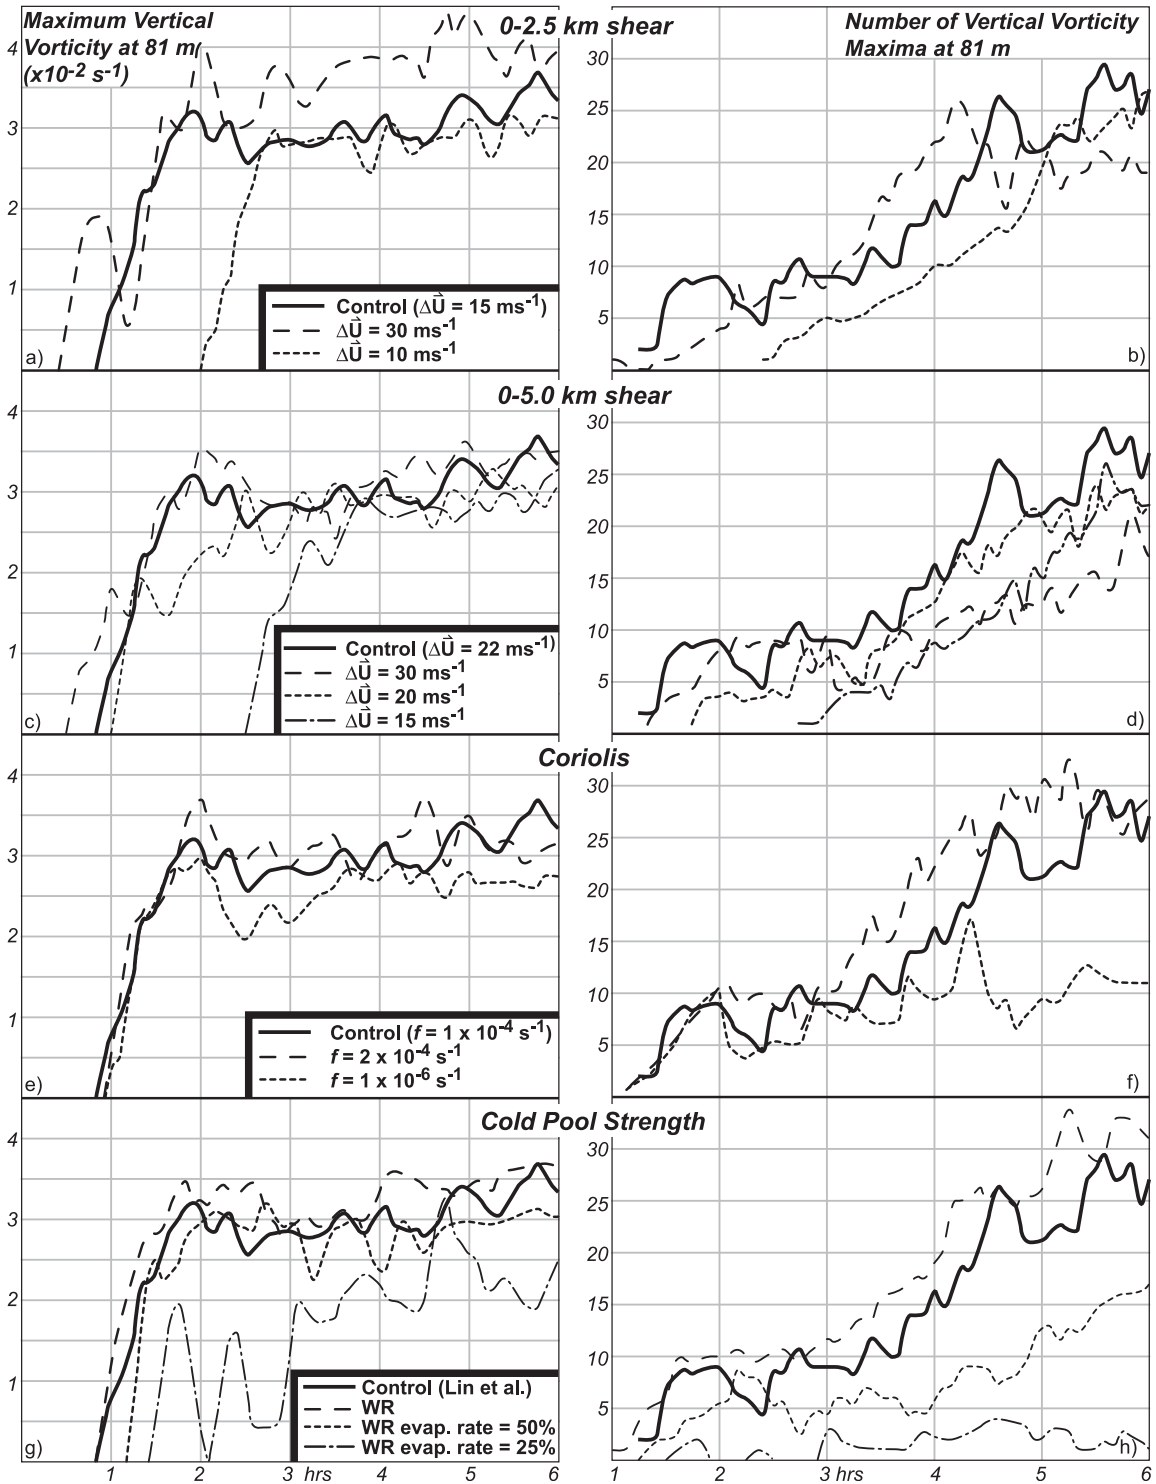 Maximum Vertical
Vorticity at 81 m
(x10-2 s-1)
0-2.5 km shear
Number of Vertical Vorticity
Maxima at 81 m
4
3
2
1
30
25
20
15
10
5
Control (ΔU⃗ = 15 ms-1)
ΔU⃗ = 30 ms-1
ΔU⃗ = 10 ms-1
a)
b)
0-5.0 km shear
4
3
2
1
30
25
20
15
10
5
Control (ΔU⃗ = 22 ms-1)
ΔU⃗ = 30 ms-1
ΔU⃗ = 20 ms-1
ΔU⃗ = 15 ms-1
c)
d)
Coriolis
4
3
2
1
30
25
20
15
10
5
Control (f = 1 x 10-4 s-1)
f = 2 x 10-4 s-1
f = 1 x 10-6 s-1
e)
f)
Cold Pool Strength
4
3
2
1
30
25
20
15
10
5
Control (Lin et al.)
WR
WR evap. rate = 50%
WR evap. rate = 25%
g)
h)
1 2 3 hrs 4 5 6
1 2 3 hrs 4 5 6